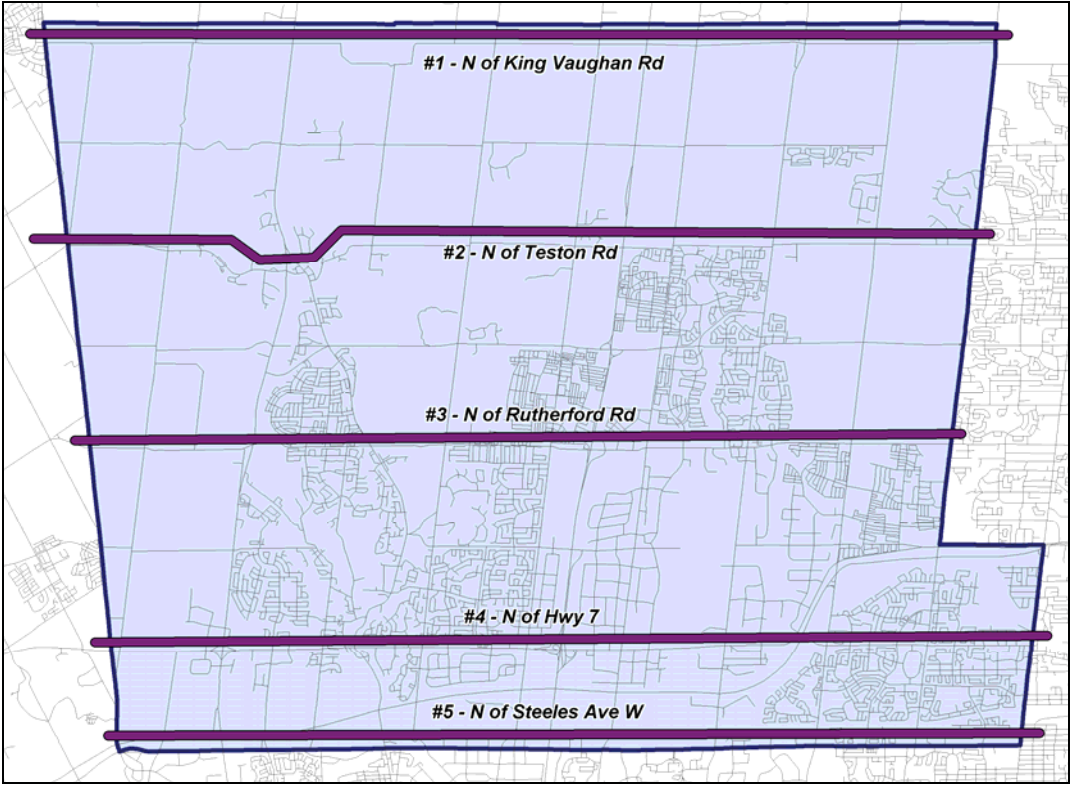 #1 - N of King Vaughan Rd
#2 - N of Teston Rd
#3 - N of Rutherford Rd
#4 - N of Hwy 7
#5 - N of Steeles Ave W